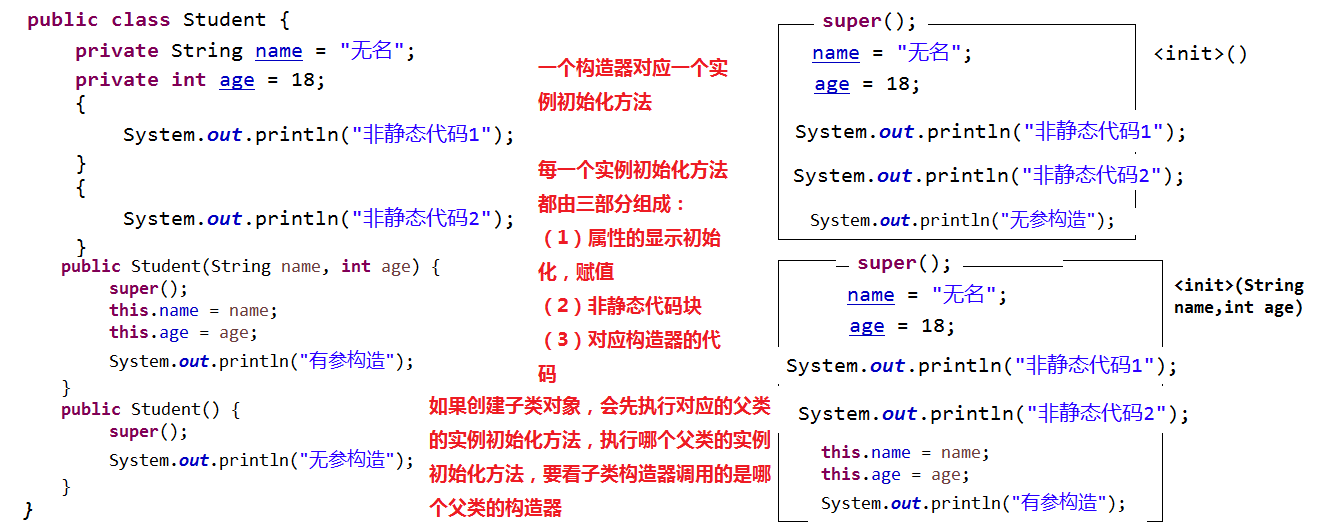 public class Student {
private String name = "无名";
private int age = 18;
{
System.out.println("非静态代码1");
}
{
System.out.println("非静态代码2");
}
public Student(String name, int age) {
super();
this.name = name;
this.age = age;
System.out.println("有参构造");
}
public Student() {
super();
System.out.println("无参构造");
}
}
一个构造器对应一个实
例初始化方法
每一个实例初始化方法
都由三部分组成：
（1）属性的显示初始
化，赋值
（2）非静态代码块
（3）对应构造器的代
码
如果创建子类对象，会先执行对应的父类
的实例初始化方法，执行哪个父类的实例
初始化方法，要看子类构造器调用的是哪
个父类的构造器
super();
name = "无名";
age = 18;
System.out.println("非静态代码1");
System.out.println("非静态代码2");
System.out.println("无参构造");
<init>()
super();
name = "无名";
age = 18;
System.out.println("非静态代码1");
System.out.println("非静态代码2");
this.name = name;
this.age = age;
System.out.println("有参构造");
<init>(String
name,int age)